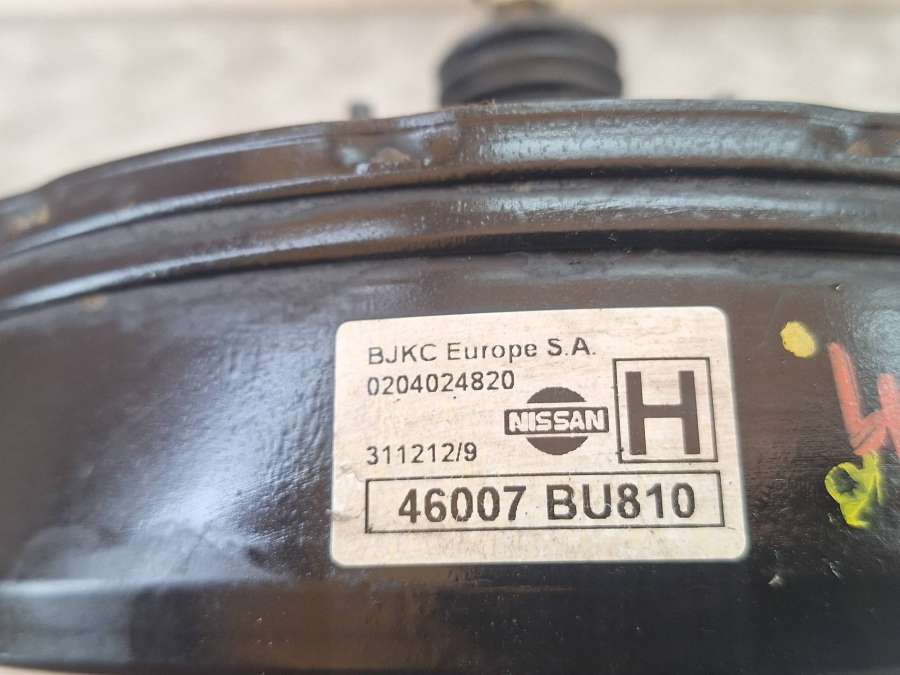 BJKC Europe S.A.
0204024820
NISSAN
H
311212/9
46007 BU810